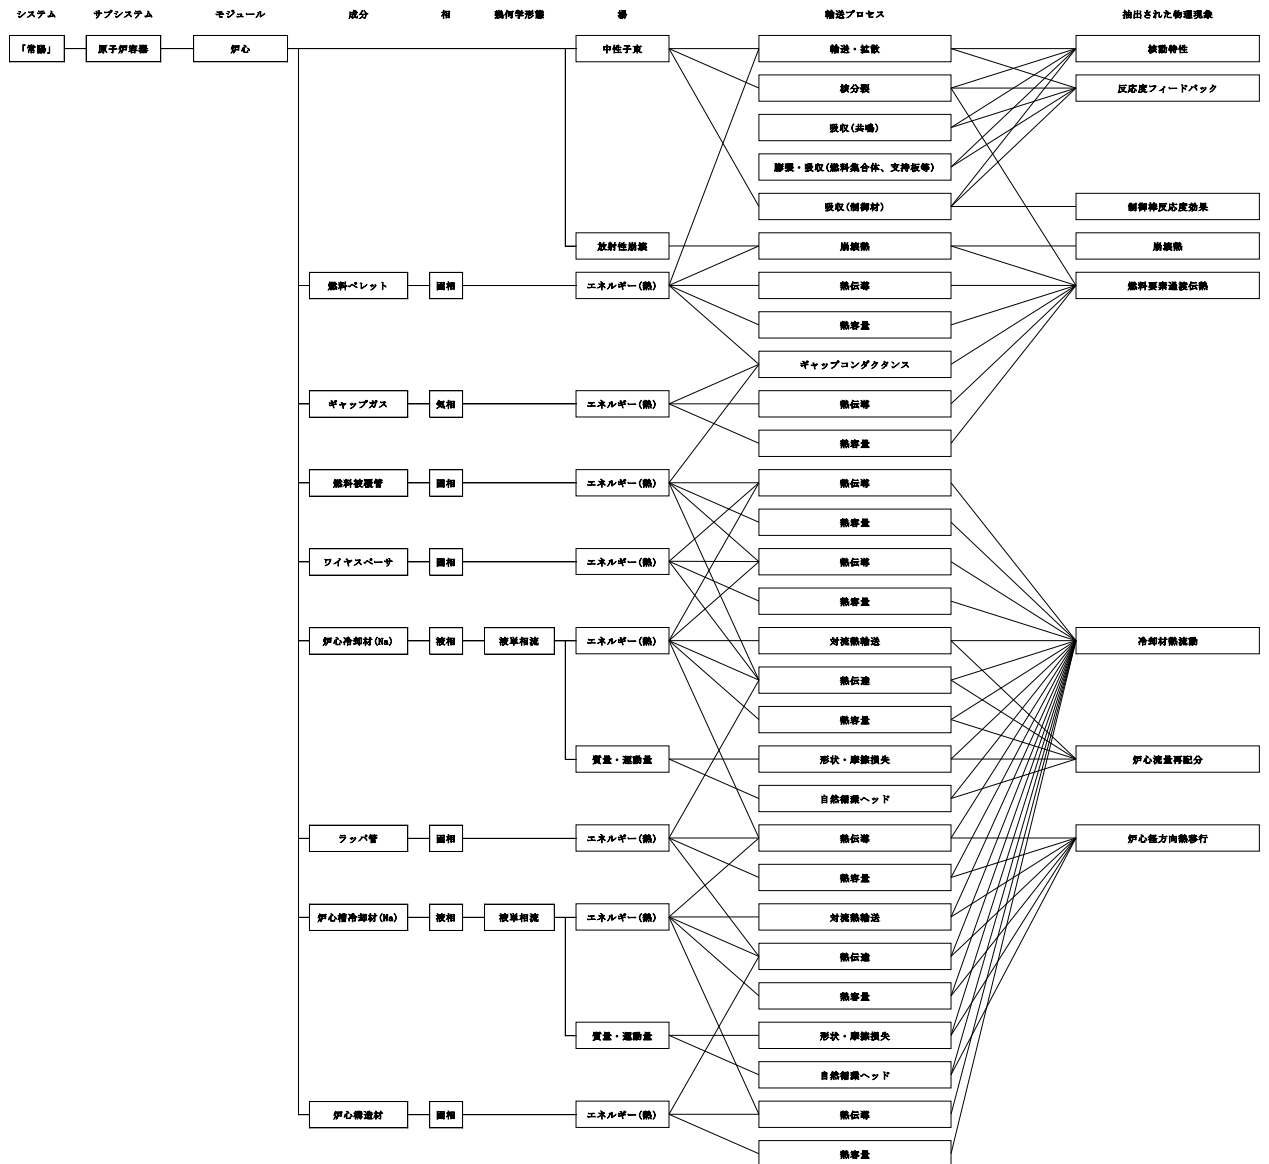 システム サブシステム モジュール 成分 相 幾何学形態 場 輸送プロセス 抽出された物理現象
「常陽」 原子炉容器 炉心 中性子束 輸送・拡散 核動特性
核分裂 反応度フィードバック
吸収(共鳴)
膨張・吸収(燃料集合体、支持板等)
吸収(制御材) 制御棒反応度効果
放射性崩壊 崩壊熱 崩壊熱
燃料ペレット 固相 エネルギー(熱) 熱伝導 燃料要素過渡伝熱
熱容量
ギャップコンダクタンス
ギャップガス 気相 エネルギー(熱) 熱伝導
熱容量
燃料被覆管 固相 エネルギー(熱) 熱伝導
熱容量
ワイヤスペーサ 固相 エネルギー(熱) 熱伝導
熱容量
炉心冷却材(Na) 液相 液単相流 エネルギー(熱) 対流熱輸送 冷却材熱流動
熱伝達
熱容量
質量・運動量 形状・摩擦損失 炉心流量再配分
自然循環ヘッド
ラッパ管 固相 エネルギー(熱) 熱伝導 炉心径方向熱移行
熱容量
炉心槽冷却材(Na) 液相 液単相流 エネルギー(熱) 対流熱輸送
熱伝達
熱容量
質量・運動量 形状・摩擦損失
自然循環ヘッド
炉心構造材 固相 エネルギー(熱) 熱伝導
熱容量